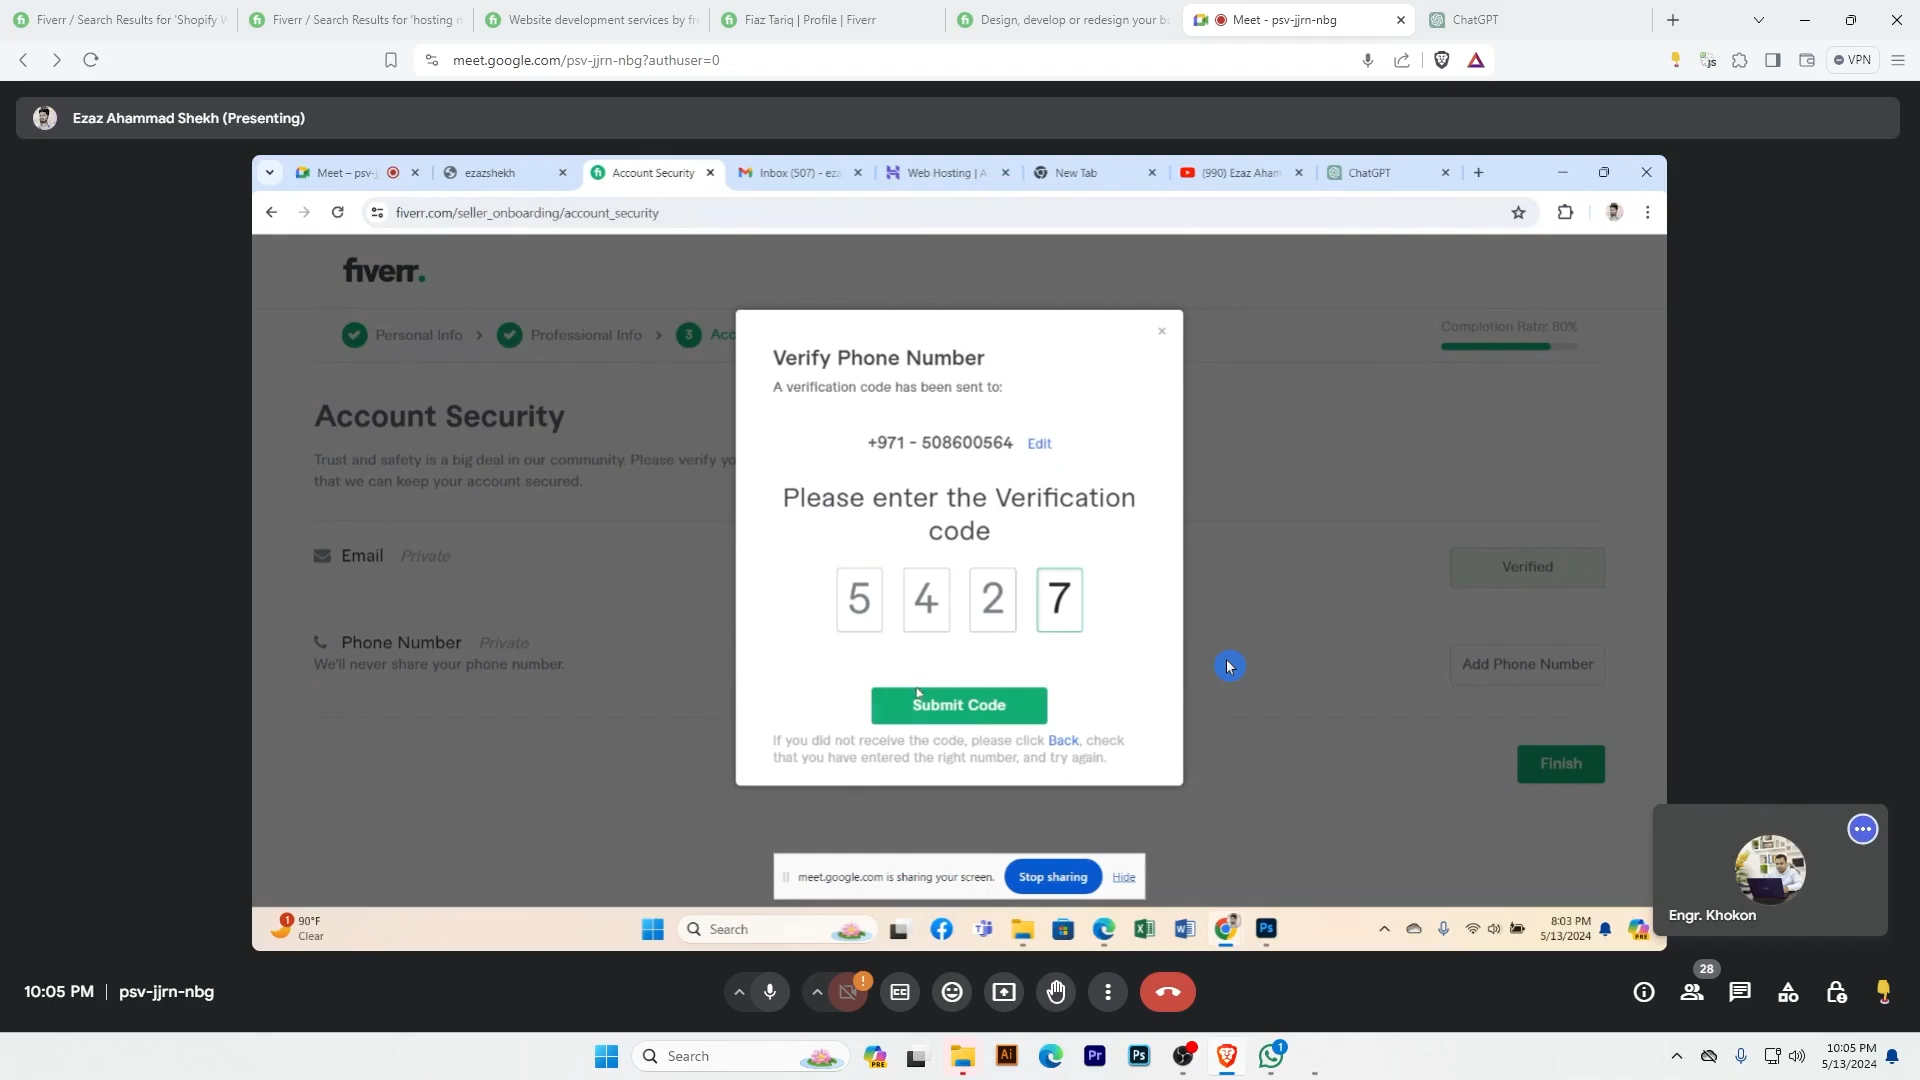 Fiverr / Search Results for 'Shopify
Fiverr / Search Results for 'hosting
Website development services by fr
Fiaz Tariq | Profile | Fiverr
Design, develop or redesign your bu
Meet - psv-jjrn-nbg
ChatGPT
meet.google.com/psv-jjrn-nbg?authuser=0
VPN
Ezaz Ahammad Shekh (Presenting)
Meet – psv-j
ezazshekh
Account Security
Inbox (507) - eza
Web Hosting | A
New Tab
(990) Ezaz Aham
ChatGPT
fiverr.com/seller_onboarding/account_security
fiverr.
Personal Info
Professional Info
3
Acc
Completion Rate: 80%
Account Security
Trust and safety is a big deal in our community. Please verify yo
that we can keep your account secured.
Email Private
Verified
Phone Number Private
We'll never share your phone number.
Add Phone Number
Finish
Verify Phone Number
A verification code has been sent to:
+971 - 508600564 Edit
Please enter the Verification
code
5 4 2 7
Submit Code
If you did not receive the code, please click Back, check
that you have entered the right number, and try again.
meet.google.com is sharing your screen.
Stop sharing
Hide
1
90°F
Clear
Search
8:03 PM
5/13/2024
Engr. Khokon
10:05 PM | psv-jjrn-nbg
28
Search
1
10:05 PM
5/13/2024